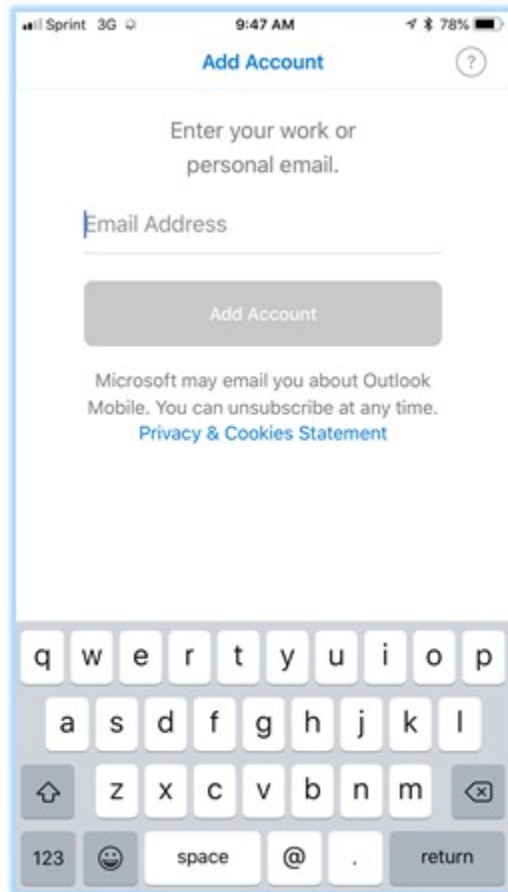 Sprint 3G 9:47 AM 78%
Add Account ?
Enter your work or
personal email.
Email Address
Add Account
Microsoft may email you about Outlook
Mobile. You can unsubscribe at any time.
Privacy & Cookies Statement
q w e r t y u i o p
a s d f g h j k l
z x c v b n m
123 space @ . return